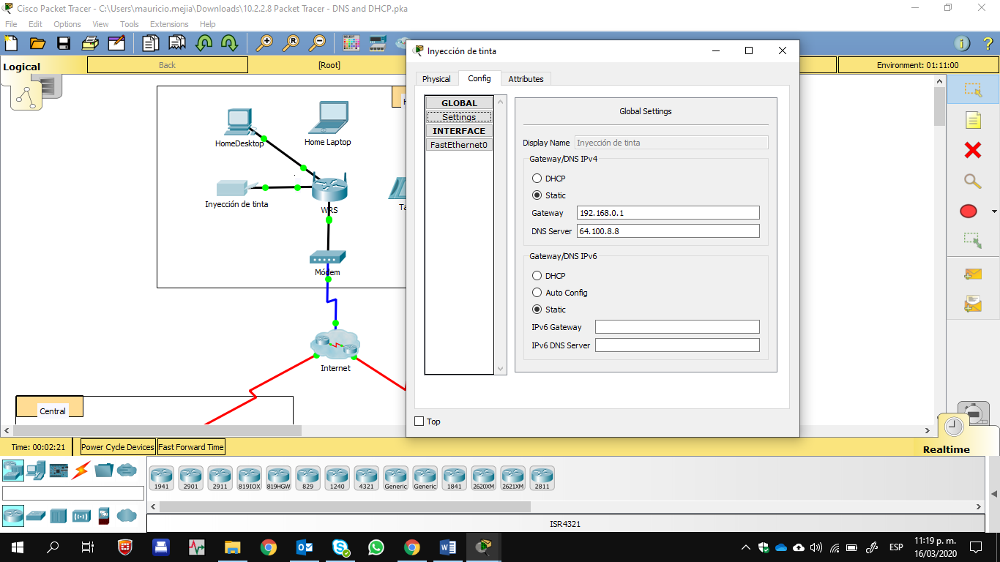 Cisco Packet Tracer - C:\Users\mauricio.mejia\Downloads\10.2.2.8 Packet Tracer - DNS and DHCP.pka
File Edit Options View Tools Extensions Help
Logical
Back
[Root]
Environment: 01:11:00
HomeDesktop
Home Laptop
Inyección de tinta
WRS
Ta
H
Módem
Internet
Central
Inyección de tinta
Physical Config Attributes
GLOBAL
Settings
INTERFACE
FastEthernet0
Global Settings
Display Name Inyección de tinta
Gateway/DNS IPv4
DHCP
Static
Gateway 192.168.0.1
DNS Server 64.100.8.8
Gateway/DNS IPv6
DHCP
Auto Config
Static
IPv6 Gateway
IPv6 DNS Server
Top
Time: 00:02:21 Power Cycle Devices Fast Forward Time
Realtime
1941 2901 2911 819IOX 819HGW 829 1240 4321 Generic Generic 1841 2620XM 2621XM 2811
ISR4321
ESP
11:19 p. m.
16/03/2020